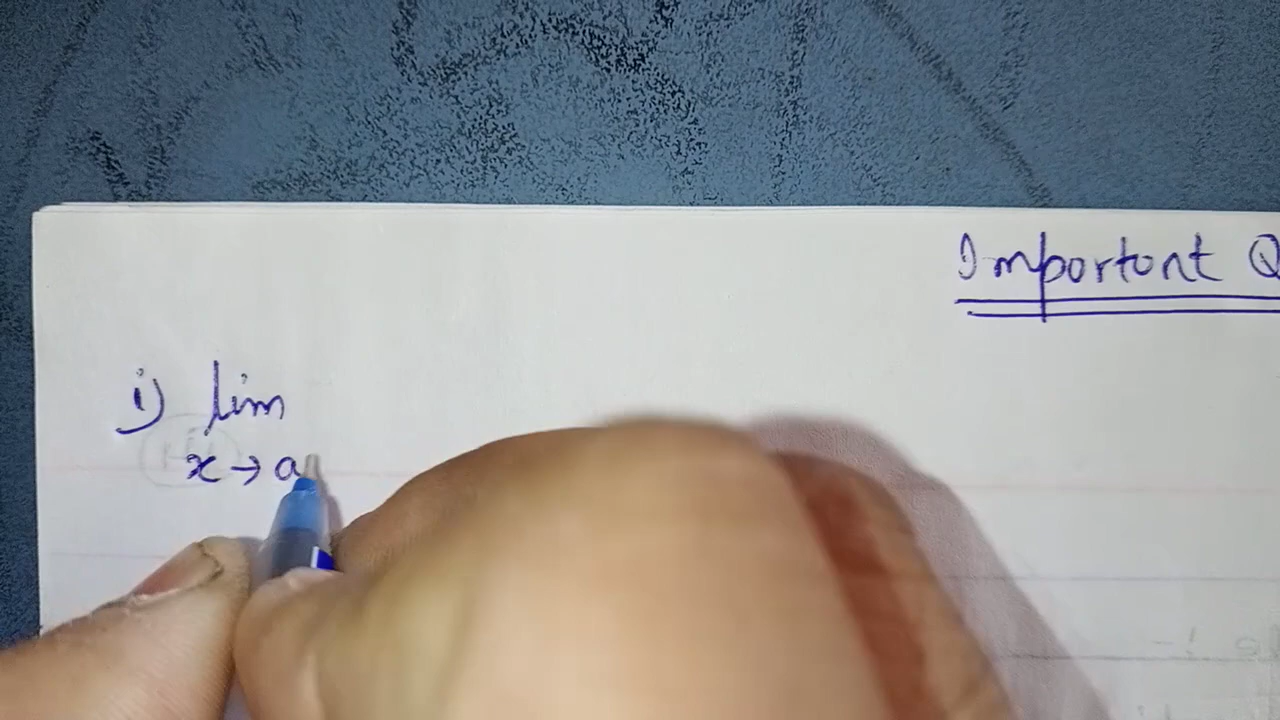 Important Q
i) lim
x → a